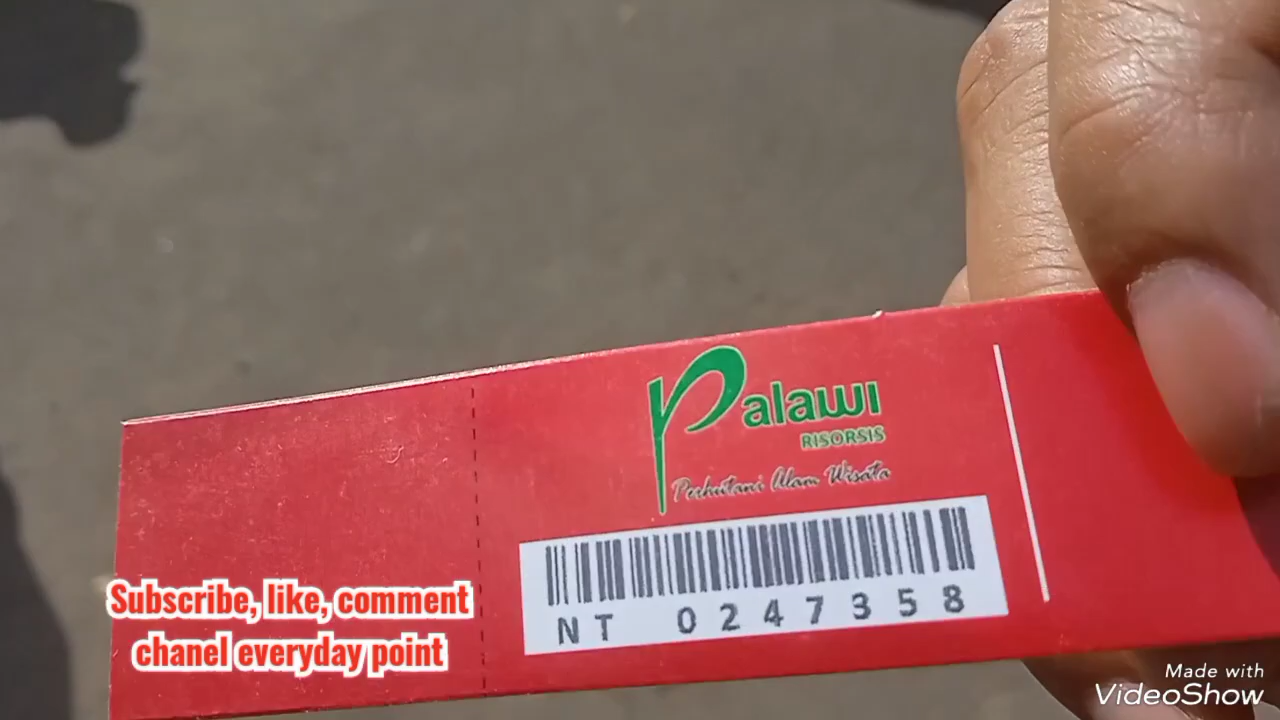 Palawi
RISORSIS
Perhutani Alam Wisata
NT 0247358
Subscribe, like, comment
chanel everyday point
Made with
VideoShow